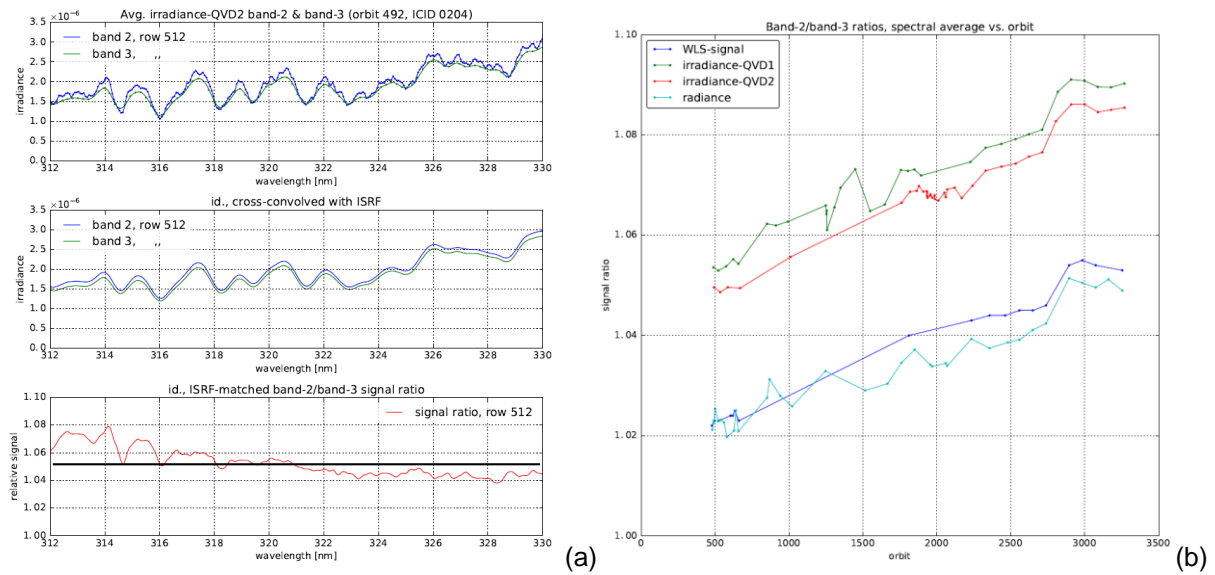 Avg. irradiance-QVD2 band-2 & band-3 (orbit 492, ICID 0204)
3.5 1e-6
3.0
2.5
2.0
1.5
1.0
0.5
0.0
irradiance
band 2, row 512
band 3, ,,
312 314 316 318 320 322 324 326 328 330
wavelength [nm]
id., cross-convolved with ISRF
3.5 1e-6
3.0
2.5
2.0
1.5
1.0
0.5
0.0
irradiance
band 2, row 512
band 3, ,,
312 314 316 318 320 322 324 326 328 330
wavelength [nm]
id., ISRF-matched band-2/band-3 signal ratio
1.10
1.08
1.06
1.04
1.02
1.00
relative signal
signal ratio, row 512
312 314 316 318 320 322 324 326 328 330
wavelength [nm]
(a)
Band-2/band-3 ratios, spectral average vs. orbit
1.10
1.08
1.06
1.04
1.02
1.00
signal ratio
WLS-signal
irradiance-QVD1
irradiance-QVD2
radiance
0 500 1000 1500 2000 2500 3000 3500
orbit
(b)